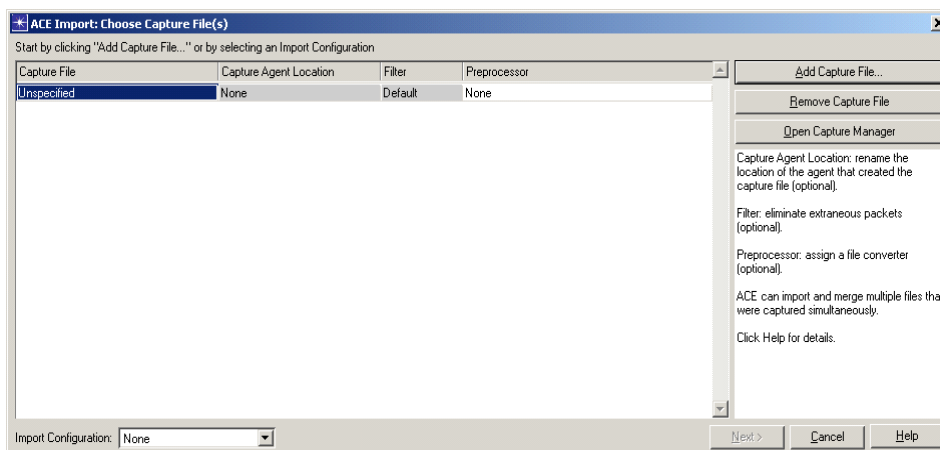 ACE Import: Choose Capture File(s)
Start by clicking "Add Capture File..." or by selecting an Import Configuration
Capture File Capture Agent Location Filter Preprocessor
Unspecified None Default None
Add Capture File...
Remove Capture File
Open Capture Manager
Capture Agent Location: rename the
location of the agent that created the
capture file (optional).
Filter: eliminate extraneous packets
(optional).
Preprocessor: assign a file converter
(optional).
ACE can import and merge multiple files tha
were captured simultaneously.
Click Help for details.
Import Configuration: None
Next > Cancel Help